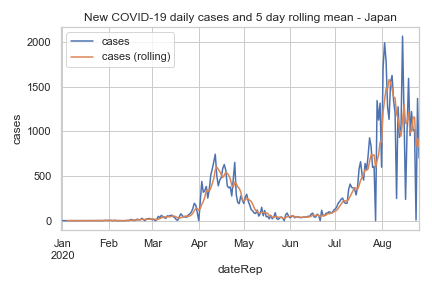 New COVID-19 daily cases and 5 day rolling mean - Japan
cases
cases (rolling)
cases
2000
1500
1000
500
0
Jan Feb Mar Apr May Jun Jul Aug
2020
dateRep